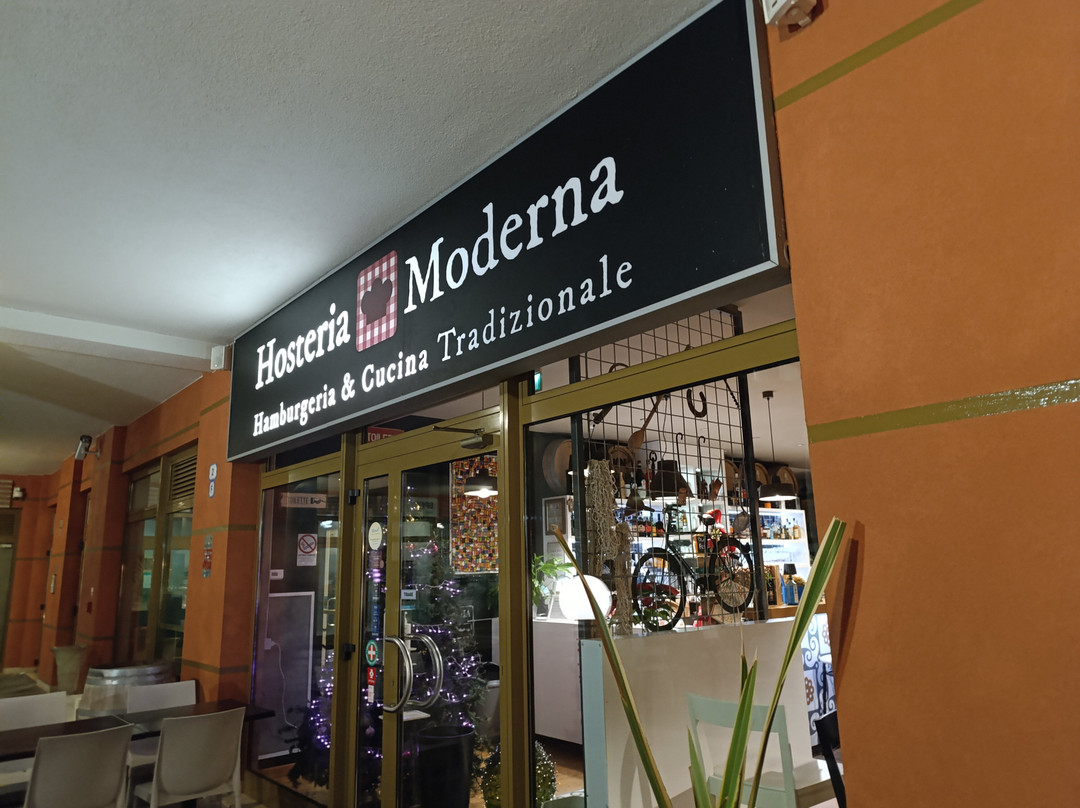 Hosteria Moderna
Hamburgeria & Cucina Tradizionale